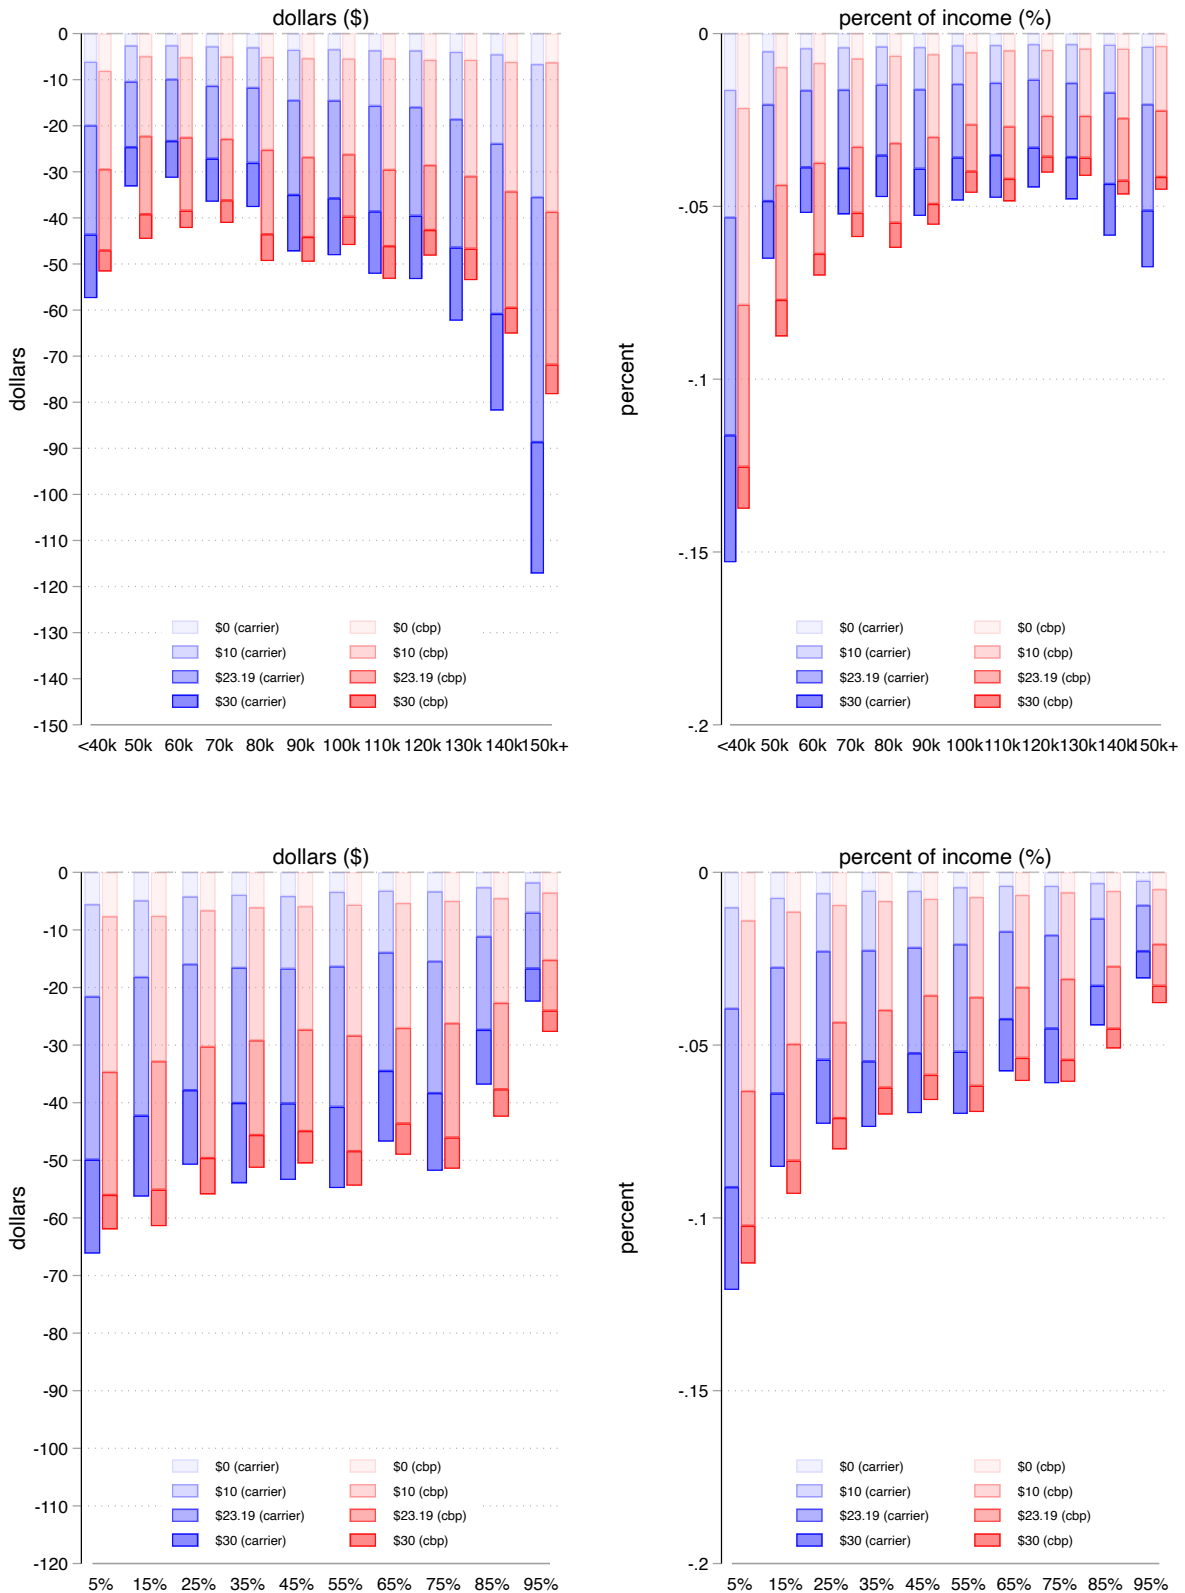 dollars ($)
percent of income (%)
0
-10
-20
-30
-40
-50
-60
-70
-80
-90
-100
-110
-120
-130
-140
-150
dollars
$0 (carrier) $0 (cbp)
$10 (carrier) $10 (cbp)
$23.19 (carrier) $23.19 (cbp)
$30 (carrier) $30 (cbp)
<40k 50k 60k 70k 80k 90k 100k 110k 120k 130k 140k 150k+
0
-.05
-.1
-.15
-.2
percent
$0 (carrier) $0 (cbp)
$10 (carrier) $10 (cbp)
$23.19 (carrier) $23.19 (cbp)
$30 (carrier) $30 (cbp)
<40k 50k 60k 70k 80k 90k 100k 110k 120k 130k 140k 150k+
dollars ($)
percent of income (%)
0
-10
-20
-30
-40
-50
-60
-70
-80
-90
-100
-110
-120
dollars
$0 (carrier) $0 (cbp)
$10 (carrier) $10 (cbp)
$23.19 (carrier) $23.19 (cbp)
$30 (carrier) $30 (cbp)
5% 15% 25% 35% 45% 55% 65% 75% 85% 95%
0
-.05
-.1
-.15
-.2
percent
$0 (carrier) $0 (cbp)
$10 (carrier) $10 (cbp)
$23.19 (carrier) $23.19 (cbp)
$30 (carrier) $30 (cbp)
5% 15% 25% 35% 45% 55% 65% 75% 85% 95%